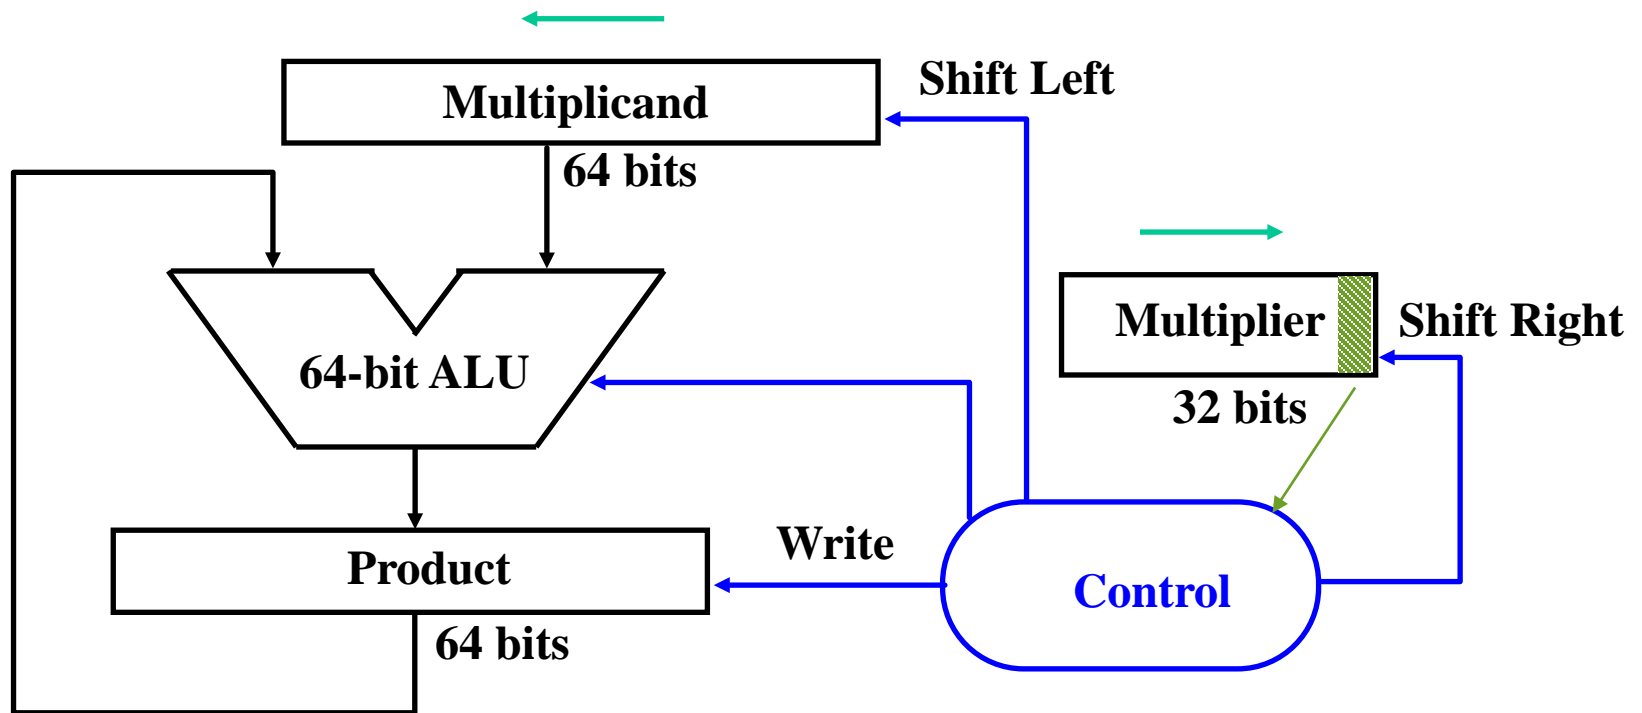 Shift Left
Multiplicand
64 bits
Multiplier
Shift Right
64-bit ALU
32 bits
Write
Product
Control
64 bits